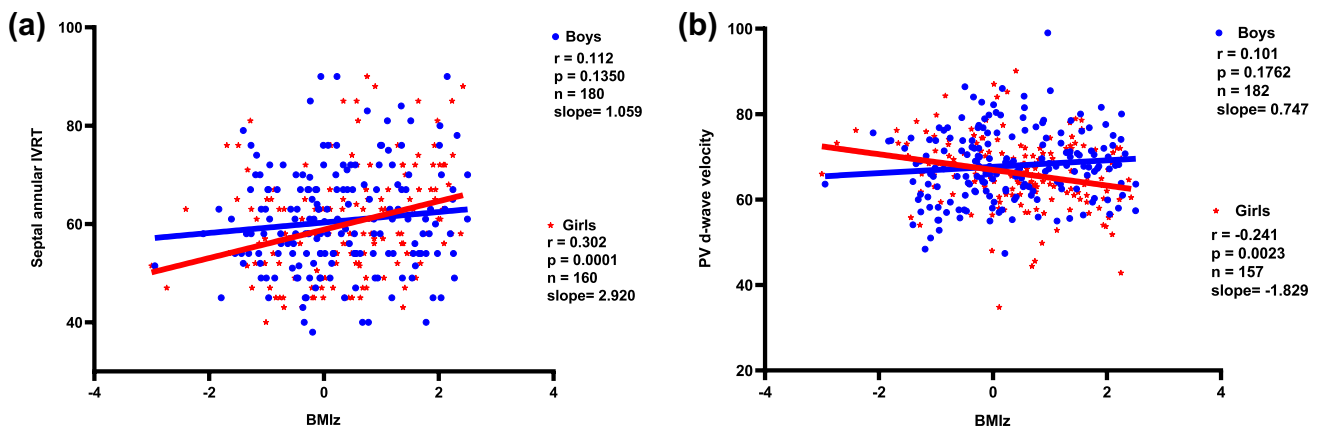 (a)
100
80
60
40
-4
-2
0
2
4
Septal annular IVRT
BMIz
Boys
r = 0.112
p = 0.1350
n = 180
slope= 1.059
Girls
r = 0.302
p = 0.0001
n = 160
slope= 2.920
(b)
100
80
60
40
20
-4
-2
0
2
4
PV d-wave velocity
BMIz
Boys
r = 0.101
p = 0.1762
n = 182
slope= 0.747
Girls
r = -0.241
p = 0.0023
n = 157
slope= -1.829